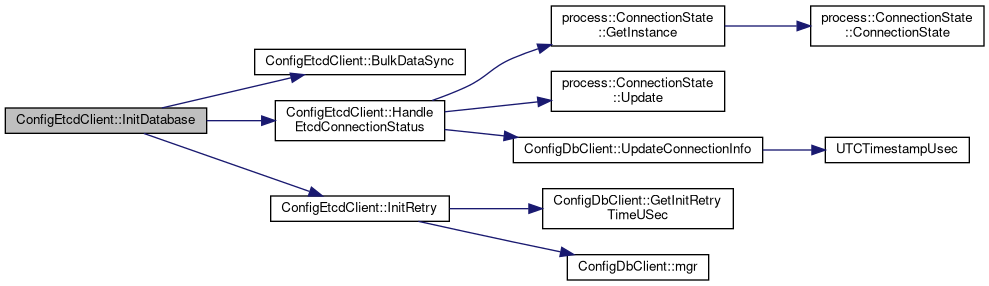 ConfigEtcdClient::InitDatabase
ConfigEtcdClient::BulkDataSync
ConfigEtcdClient::Handle
EtcdConnectionStatus
ConfigEtcdClient::InitRetry
process::ConnectionState
::GetInstance
process::ConnectionState
::Update
ConfigDbClient::UpdateConnectionInfo
ConfigDbClient::GetInitRetry
TimeUSec
ConfigDbClient::mgr
process::ConnectionState
::ConnectionState
UTCTimestampUsec